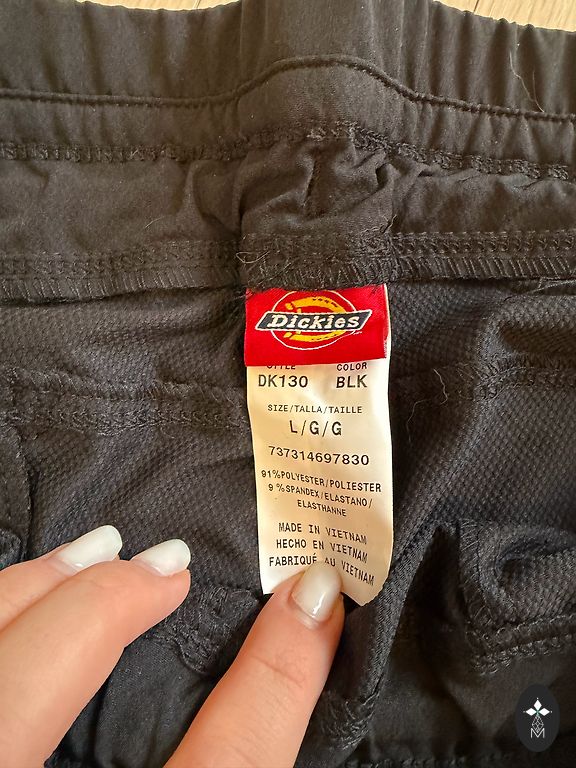 Dickies
STYLE COLOR
DK130 BLK
SIZE/TALLA/TAILLE
L/G/G
737314697830
91%POLYESTER/POLIESTER
9%SPANDEX/ELASTANO/
ELASTHANNE
MADE IN VIETNAM
HECHO EN VIETNAM
FABRIQUÉ AU VIETNAM
M